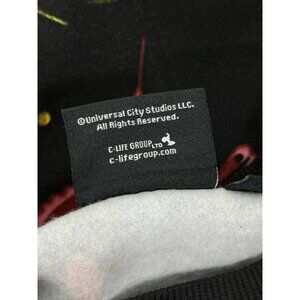 ©Universal City Studios LLC.
All Rights Reserved.
C-LIFE GROUP LTD
c-lifegroup.com